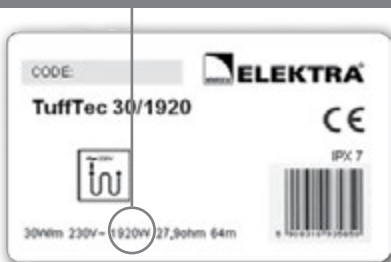 CODE:
ELEKTRA
TuffTec 30/1920
CE
IPX 7
30W/m 230V~ 1920W 27,9ohm 64m